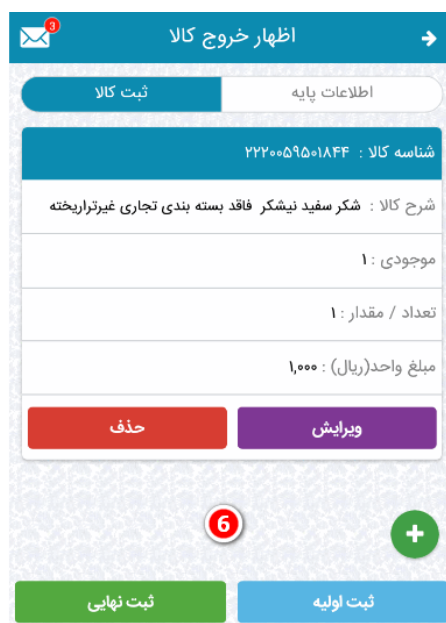 3
اظهار خروج کالا
اطلاعات پایه
ثبت کالا
شناسه کالا : ۲۲۲۰۰۵۹۵۰۱۸۴۴
شرح کالا : شکر سفید نیشکر فاقد بسته بندی تجاری غیرتراریخته
موجودی : ۱
تعداد / مقدار : ۱
مبلغ واحد(ریال) : ۱,۰۰۰
ویرایش
حذف
6
+
ثبت اولیه
ثبت نهایی